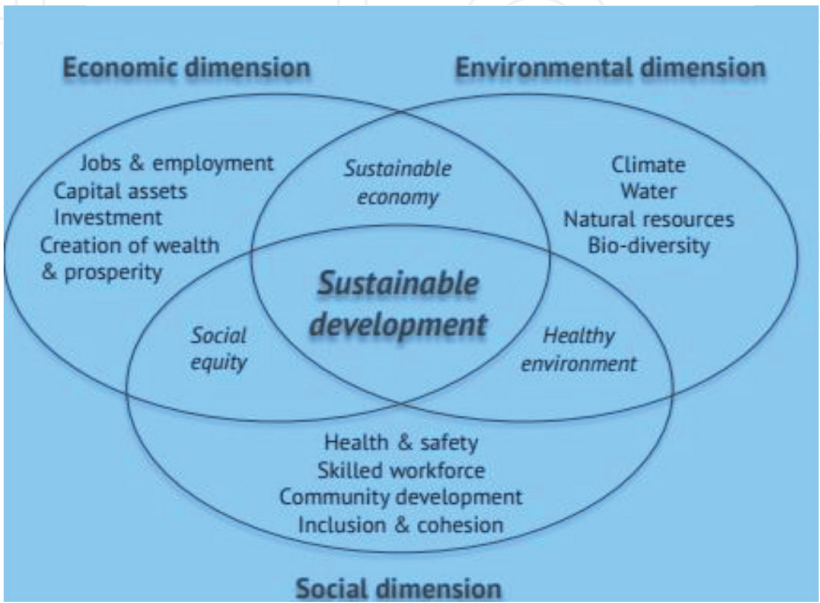 Economic dimension
Environmental dimension
Jobs & employment
Capital assets
Investment
Creation of wealth
& prosperity
Sustainable
economy
Climate
Water
Natural resources
Bio-diversity
Sustainable
development
Social
equity
Healthy
environment
Health & safety
Skilled workforce
Community development
Inclusion & cohesion
Social dimension